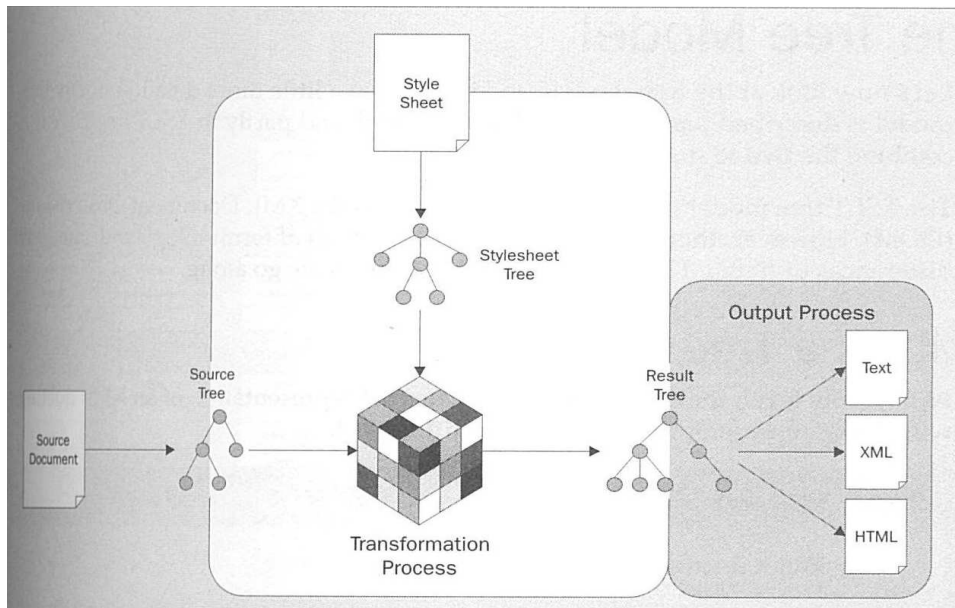 Style
Sheet
Stylesheet
Tree
Output Process
Source
Tree
Result
Tree
Text
Source
Document
XML
HTML
Transformation
Process